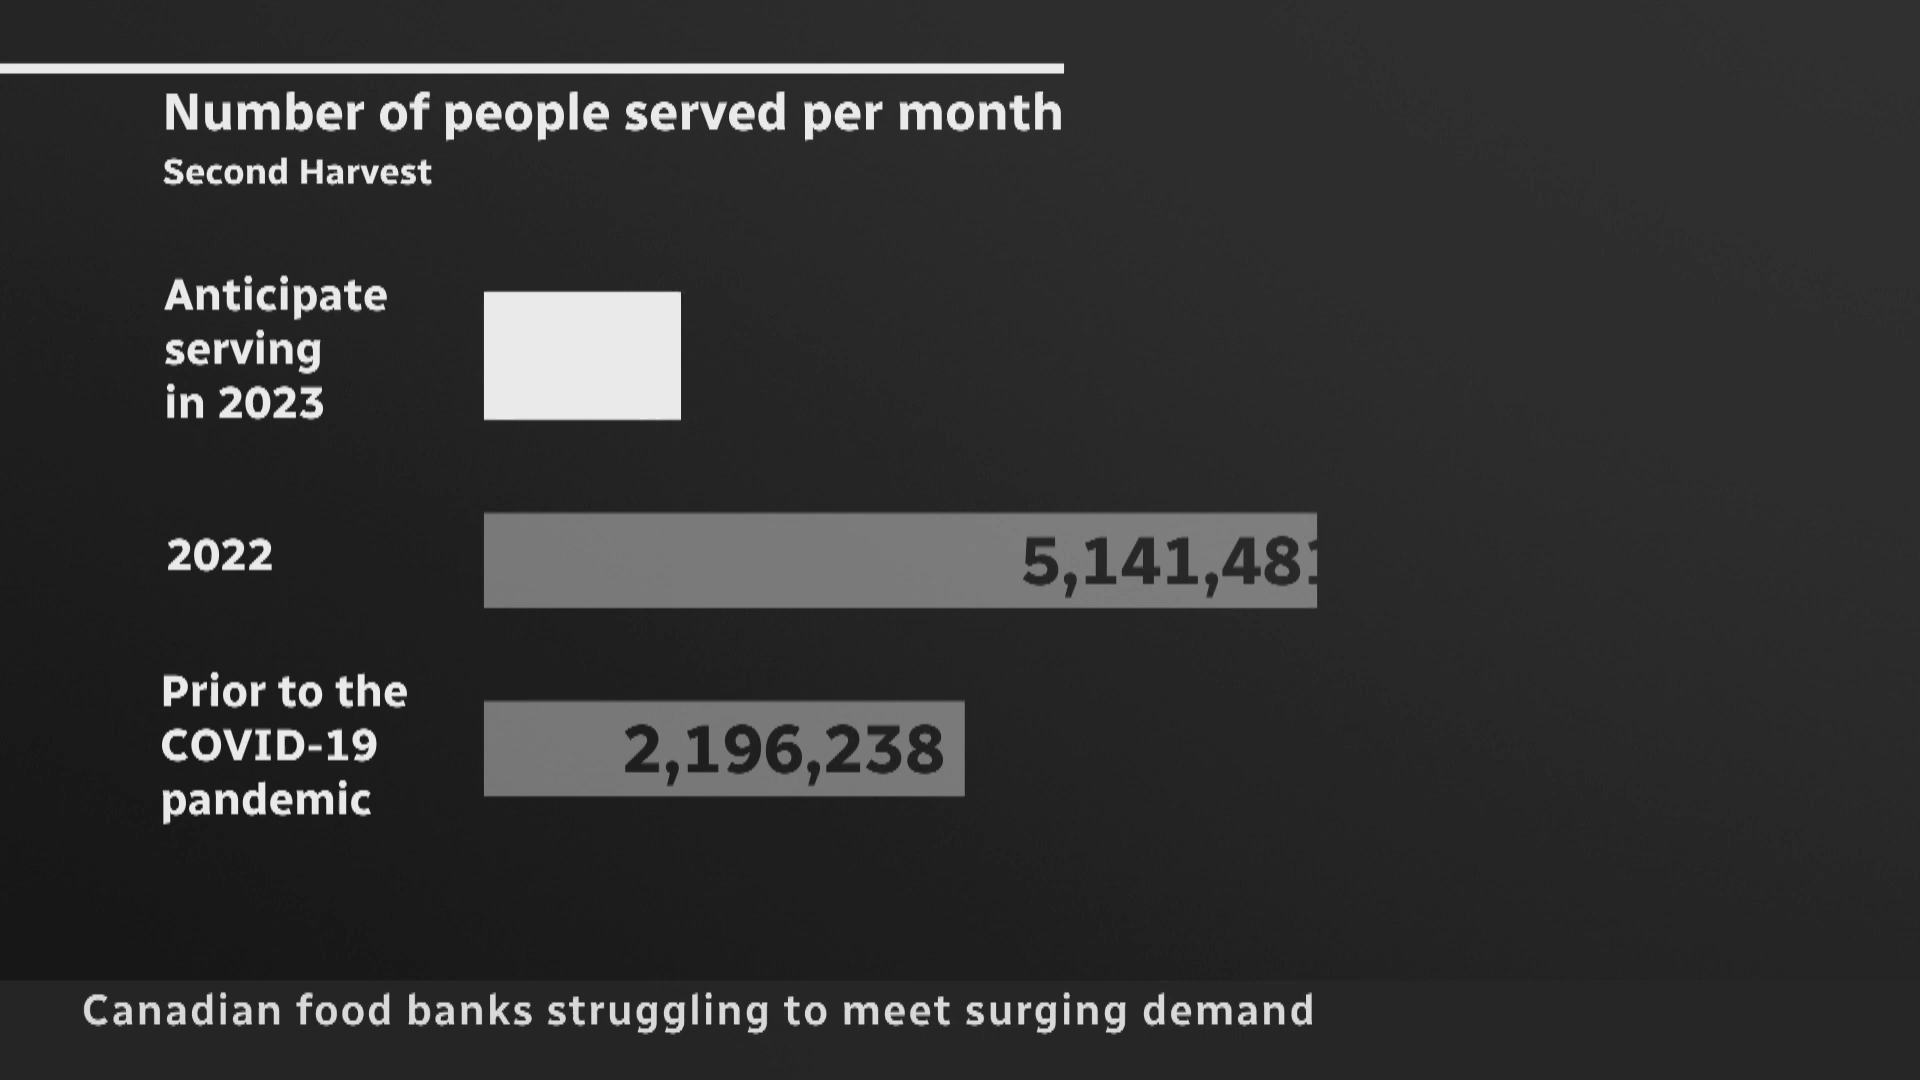 Number of people served per month
Second Harvest
Anticipate
serving
in 2023
2022
5,141,481
Prior to the
COVID-19
pandemic
2,196,238
Canadian food banks struggling to meet surging demand